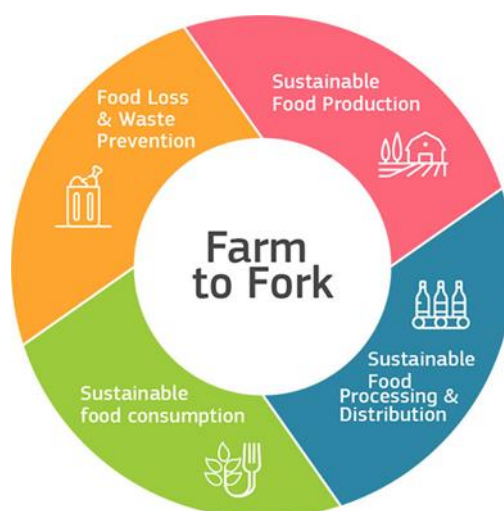 Food Loss
& Waste
Prevention
Sustainable
Food Production
Farm
to Fork
Sustainable
Food
Processing &
Distribution
Sustainable
food consumption